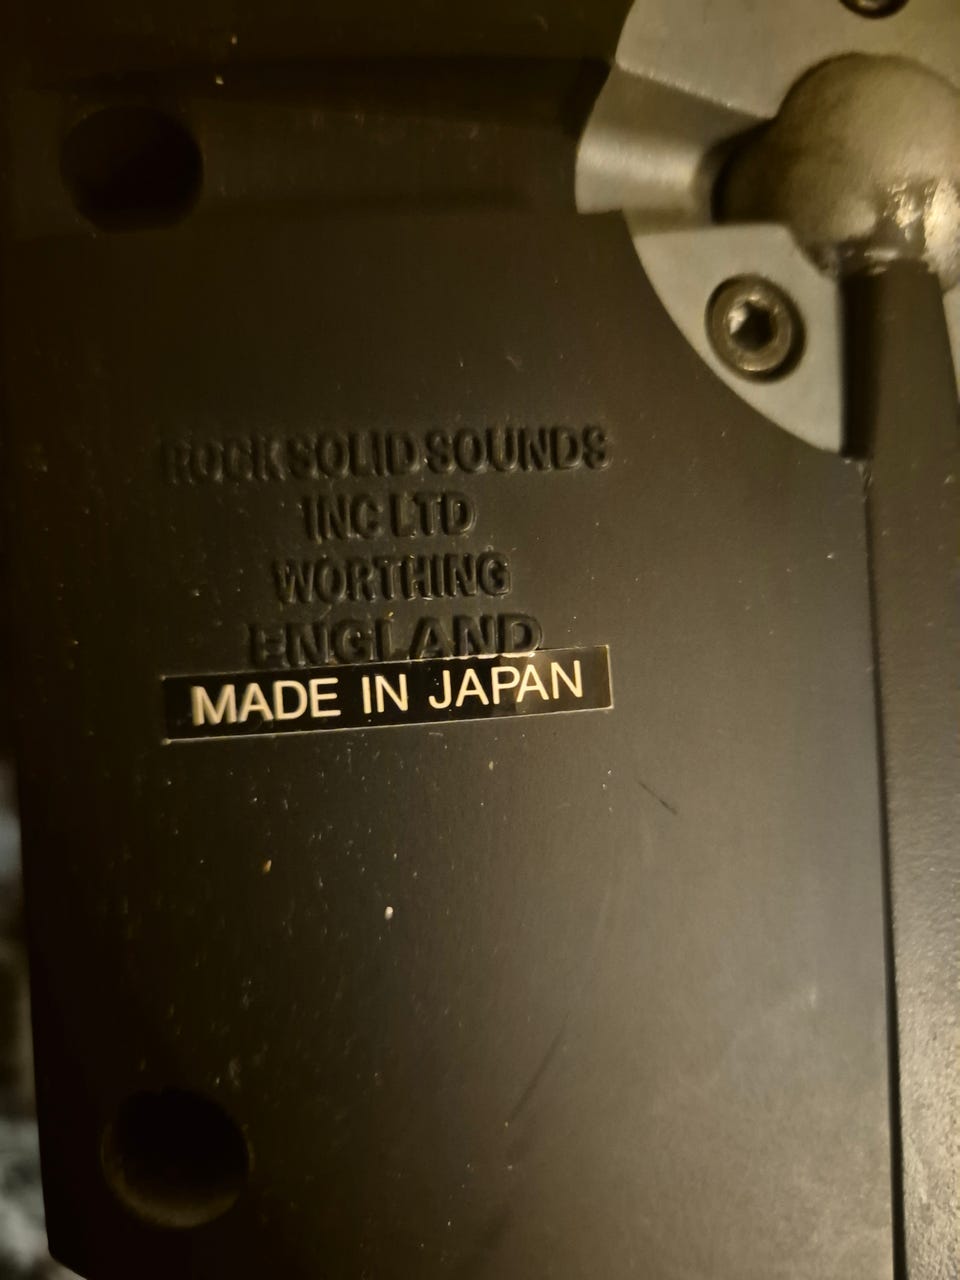 ROCK SOLID SOUNDS
INC LTD
WORTHING
ENGLAND
MADE IN JAPAN